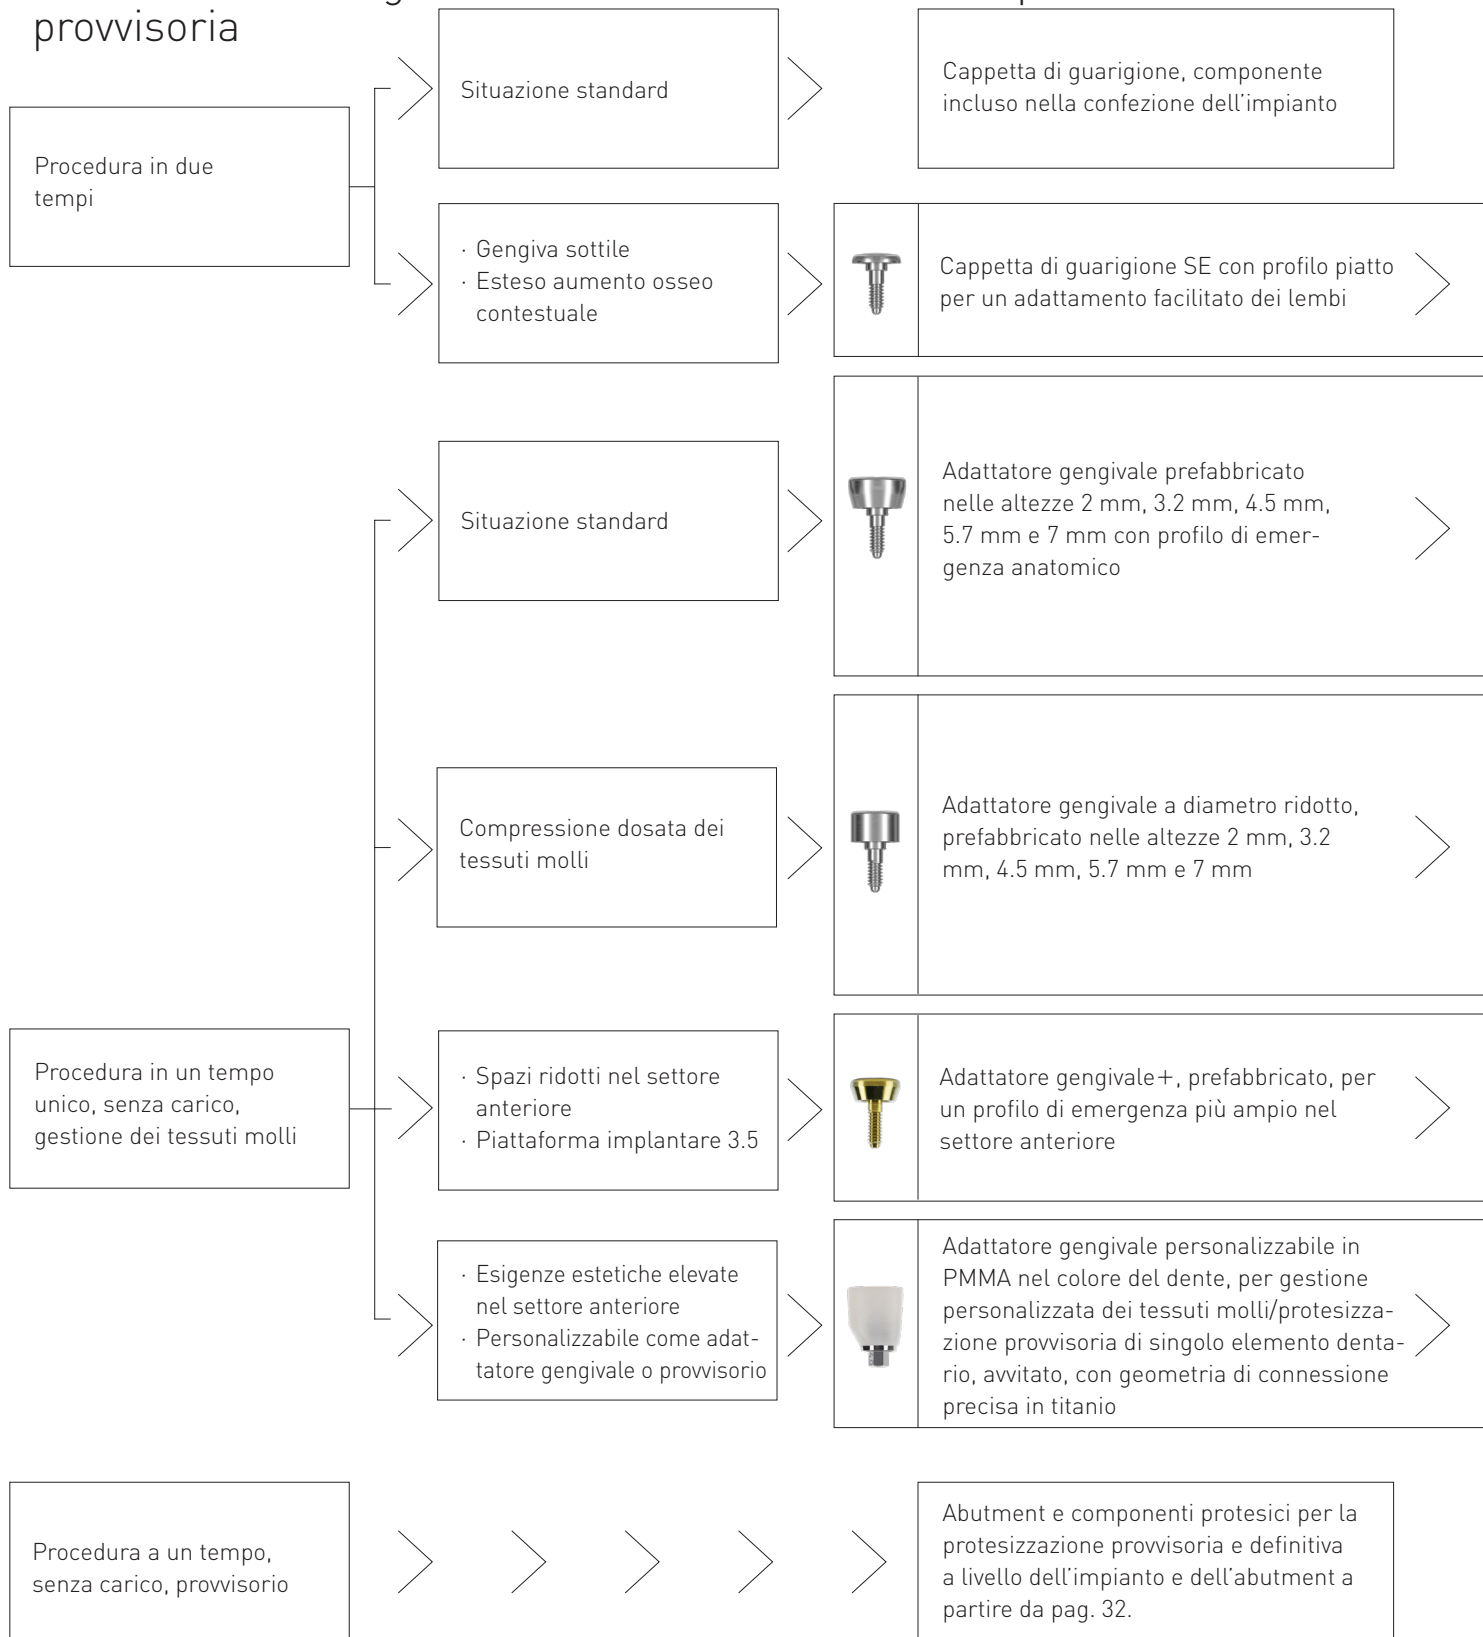 provvisoria
Situazione standard
Cappetta di guarigione, componente
incluso nella confezione dell’impianto
Procedura in due
tempi
· Gengiva sottile
· Esteso aumento osseo
contestuale
Cappetta di guarigione SE con profilo piatto
per un adattamento facilitato dei lembi
Situazione standard
Adattatore gengivale prefabbricato
nelle altezze 2 mm, 3.2 mm, 4.5 mm,
5.7 mm e 7 mm con profilo di emer-
genza anatomico
Compressione dosata dei
tessuti molli
Adattatore gengivale a diametro ridotto,
prefabbricato nelle altezze 2 mm, 3.2
mm, 4.5 mm, 5.7 mm e 7 mm
Procedura in un tempo
unico, senza carico,
gestione dei tessuti molli
· Spazi ridotti nel settore
anteriore
· Piattaforma implantare 3.5
Adattatore gengivale+, prefabbricato, per
un profilo di emergenza più ampio nel
settore anteriore
· Esigenze estetiche elevate
nel settore anteriore
· Personalizzabile come adat-
tatore gengivale o provvisorio
Adattatore gengivale personalizzabile in
PMMA nel colore del dente, per gestione
personalizzata dei tessuti molli/protesizza-
zione provvisoria di singolo elemento denta-
rio, avvitato, con geometria di connessione
precisa in titanio
Procedura a un tempo,
senza carico, provvisorio
Abutment e componenti protesici per la
protesizzazione provvisoria e definitiva
a livello dell’impianto e dell’abutment a
partire da pag. 32.